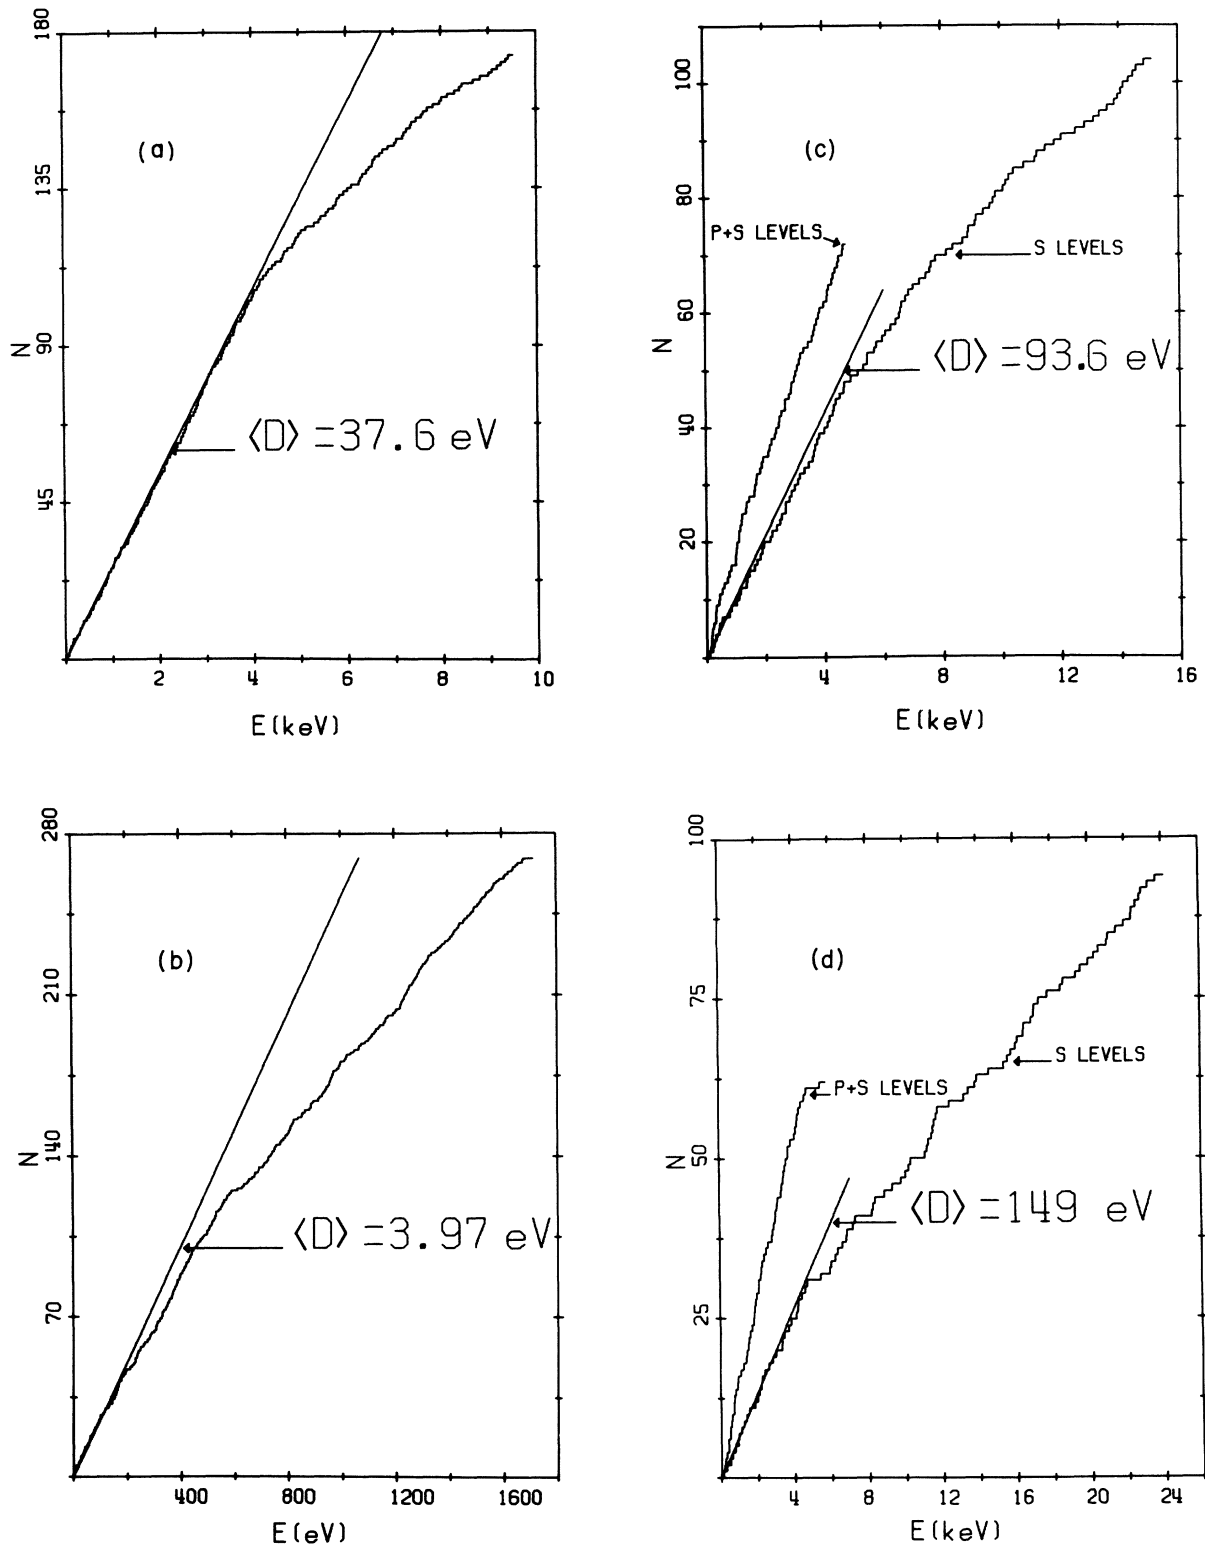 180
135
90
45
N
(a)
⟨D⟩ =37.6 eV
2 4 6 8 10
E(keV)
100
80
60
40
20
N
(c)
P+S LEVELS
S LEVELS
⟨D⟩ =93.6 eV
4 8 12 16
E(keV)
280
210
140
70
N
(b)
⟨D⟩ =3.97 eV
400 800 1200 1600
E(eV)
100
75
50
25
N
(d)
S LEVELS
P+S LEVELS
⟨D⟩ =149 eV
4 8 12 16 20 24
E(keV)